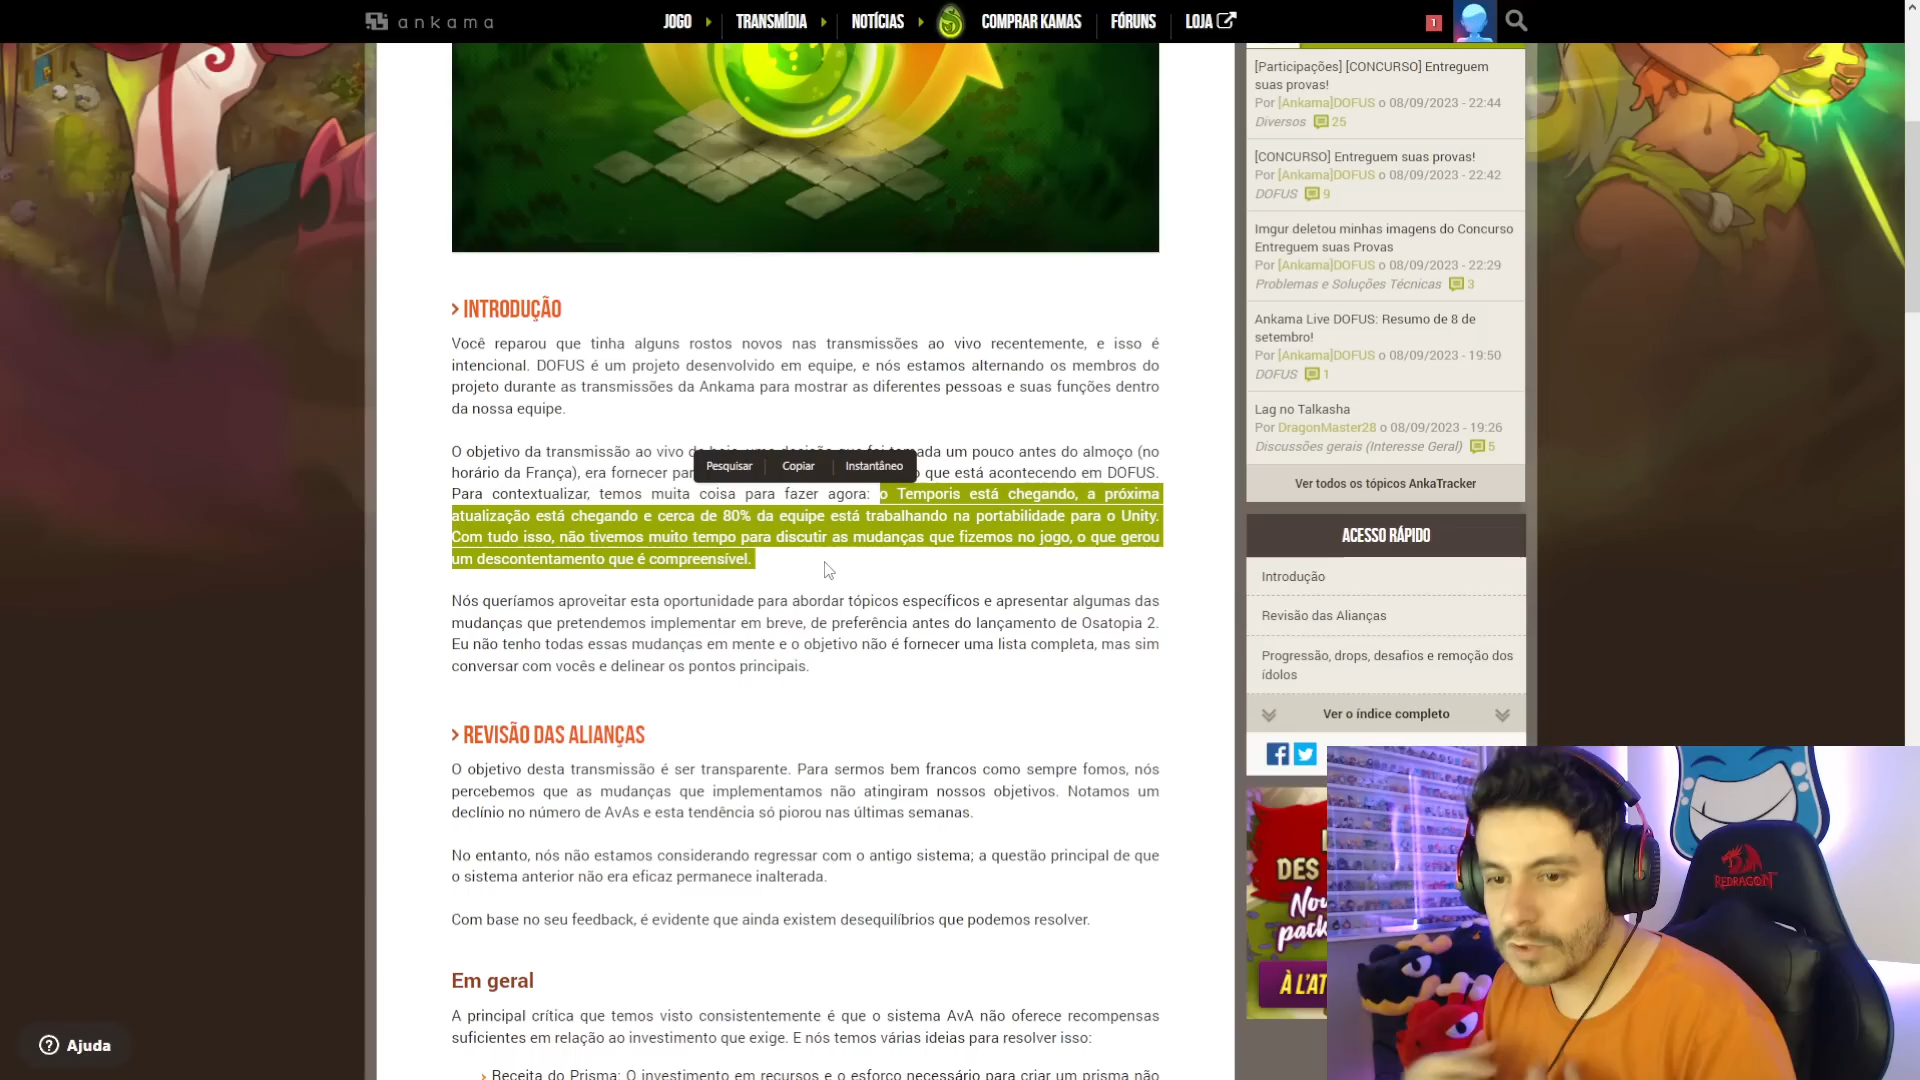 ankama
JOGO
TRANSMÍDIA
NOTÍCIAS
COMPRAR KAMAS
FÓRUNS
LOJA
1
INTRODUÇÃO
Você reparou que tinha alguns rostos novos nas transmissões ao vivo recentemente, e isso é
intencional. DOFUS é um projeto desenvolvido em equipe, e nós estamos alternando os membros do
projeto durante as transmissões da Ankama para mostrar as diferentes pessoas e suas funções dentro
da nossa equipe.
O objetivo da transmissão ao vivo de hoje, uma decisão que foi tomada um pouco antes do almoço (no
horário da França), era fornecer par que está acontecendo em DOFUS.
Pesquisar
Copiar
Instantâneo
Para contextualizar, temos muita coisa para fazer agora: o Temporis está chegando, a próxima
atualização está chegando e cerca de 80% da equipe está trabalhando na portabilidade para o Unity.
Com tudo isso, não tivemos muito tempo para discutir as mudanças que fizemos no jogo, o que gerou
um descontentamento que é compreensível.
Nós queríamos aproveitar esta oportunidade para abordar tópicos específicos e apresentar algumas das
mudanças que pretendemos implementar em breve, de preferência antes do lançamento de Osatopia 2.
Eu não tenho todas essas mudanças em mente e o objetivo não é fornecer uma lista completa, mas sim
conversar com vocês e delinear os pontos principais.
REVISÃO DAS ALIANÇAS
O objetivo desta transmissão é ser transparente. Para sermos bem francos como sempre fomos, nós
percebemos que as mudanças que implementamos não atingiram nossos objetivos. Notamos um
declínio no número de AvAs e esta tendência só piorou nas últimas semanas.
No entanto, nós não estamos considerando regressar com o antigo sistema; a questão principal de que
o sistema anterior não era eficaz permanece inalterada.
Com base no seu feedback, é evidente que ainda existem desequilíbrios que podemos resolver.
Em geral
A principal crítica que temos visto consistentemente é que o sistema AvA não oferece recompensas
suficientes em relação ao investimento que exige. E nós temos várias ideias para resolver isso:
Receita do Prisma: O investimento em recursos e o esforço necessário para criar um prisma não
[Participações] [CONCURSO] Entreguem
suas provas!
Por [Ankama]DOFUS o 08/09/2023 - 22:44
Diversos 25
[CONCURSO] Entreguem suas provas!
Por [Ankama]DOFUS o 08/09/2023 - 22:42
DOFUS 9
Imgur deletou minhas imagens do Concurso
Entreguem suas Provas
Por [Ankama]DOFUS o 08/09/2023 - 22:29
Problemas e Soluções Técnicas 3
Ankama Live DOFUS: Resumo de 8 de
setembro!
Por [Ankama]DOFUS o 08/09/2023 - 19:50
DOFUS 1
Lag no Talkasha
Por DragonMaster28 o 08/09/2023 - 19:26
Discussões gerais (Interesse Geral) 5
Ver todos os tópicos AnkaTracker
ACESSO RÁPIDO
Introdução
Revisão das Alianças
Progressão, drops, desafios e remoção dos
ídolos
Ver o índice completo
DES
Nou
pack
À L'AT
REDRAGON
Ajuda